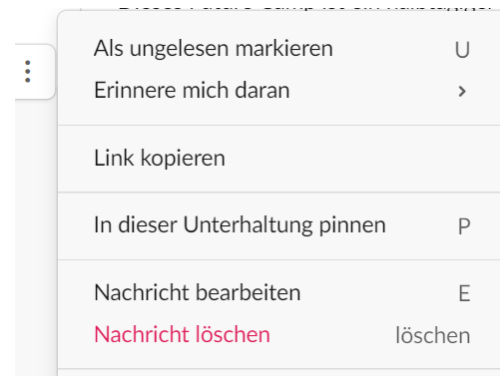 Als ungelesen markieren U
Erinnere mich daran >
Link kopieren
In dieser Unterhaltung pinnen P
Nachricht bearbeiten E
Nachricht löschen löschen